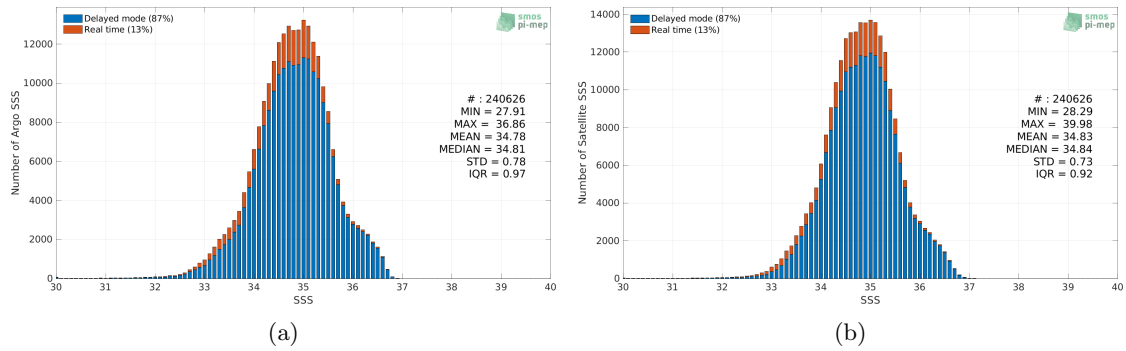 Delayed mode (87%)
Real time (13%)
smos
pi-mep
12000
10000
8000
6000
4000
2000
0
Number of Argo SSS
# : 240626
MIN = 27.91
MAX = 36.86
MEAN = 34.78
MEDIAN = 34.81
STD = 0.78
IQR = 0.97
30 31 32 33 34 35 36 37 38 39 40
SSS
(a)
14000
Delayed mode (87%)
Real time (13%)
smos
pi-mep
12000
10000
8000
6000
4000
2000
0
Number of Satellite SSS
# : 240626
MIN = 28.29
MAX = 39.98
MEAN = 34.83
MEDIAN = 34.84
STD = 0.73
IQR = 0.92
30 31 32 33 34 35 36 37 38 39 40
SSS
(b)